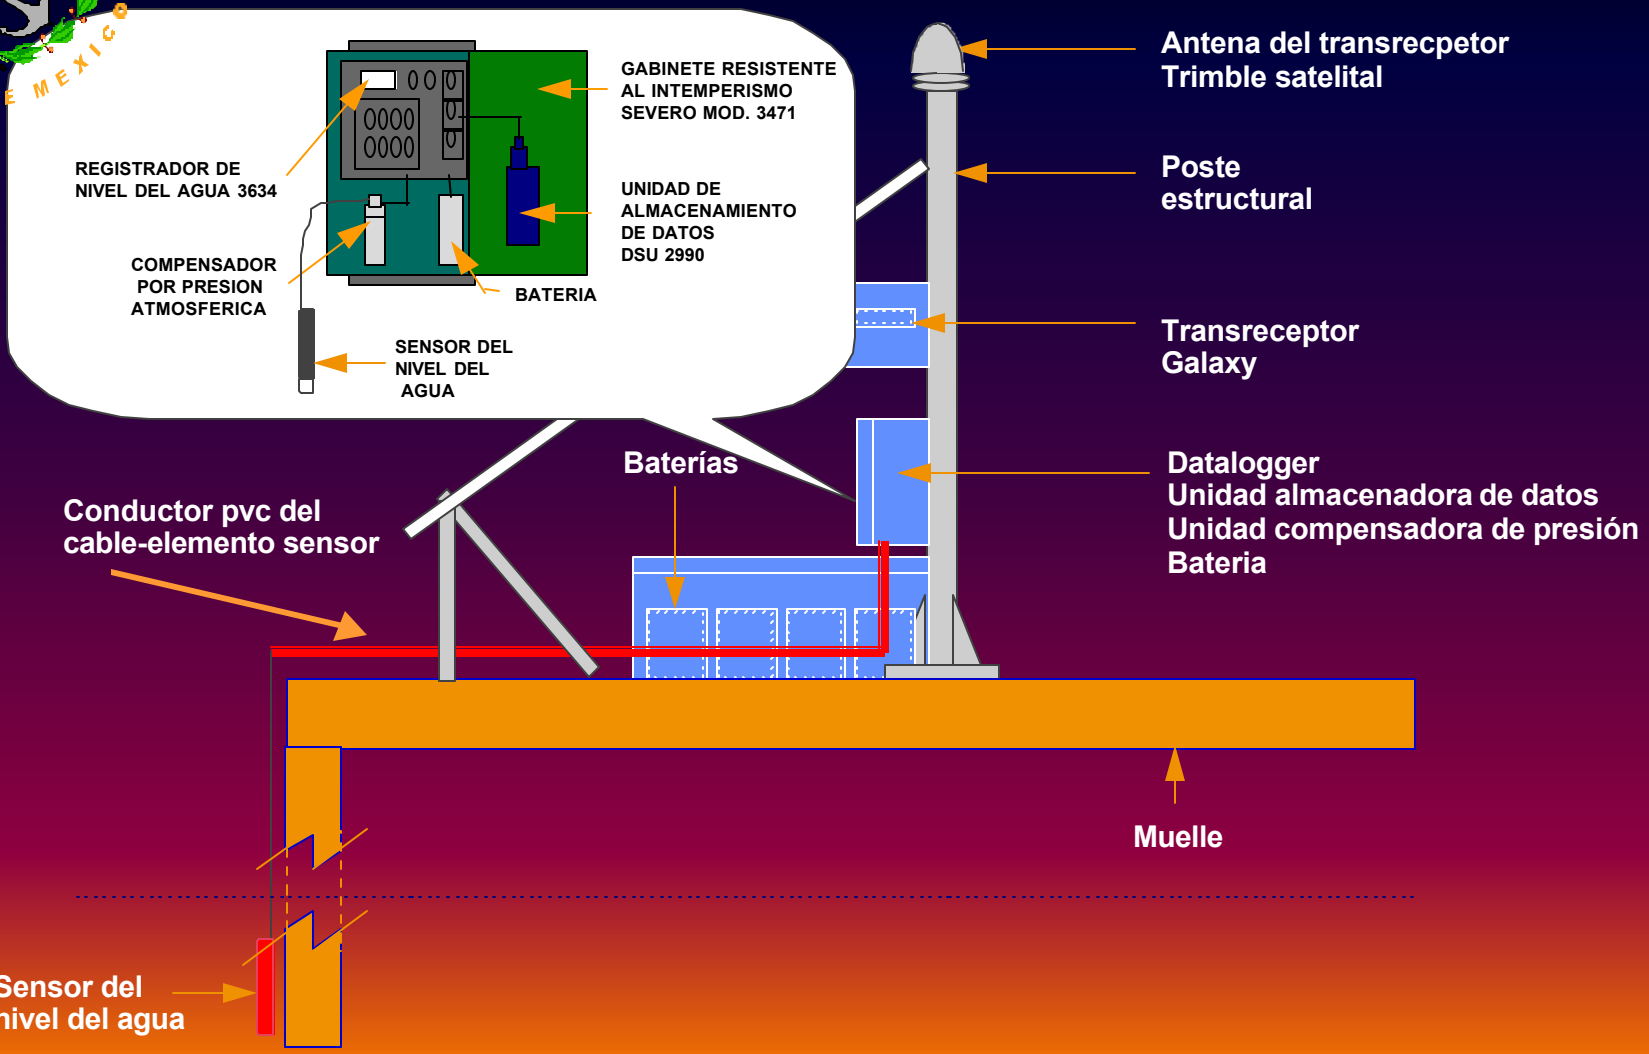 E MEXICO
GABINETE RESISTENTE
AL INTEMPERISMO
SEVERO MOD. 3471
REGISTRADOR DE
NIVEL DEL AGUA 3634
UNIDAD DE
ALMACENAMIENTO
DE DATOS
DSU 2990
COMPENSADOR
POR PRESION
ATMOSFERICA
BATERIA
SENSOR DEL
NIVEL DEL
AGUA
Antena del transrecpetor
Trimble satelital
Poste
estructural
Transreceptor
Galaxy
Baterías
Datalogger
Unidad almacenadora de datos
Unidad compensadora de presión
Bateria
Conductor pvc del
cable-elemento sensor
Muelle
Sensor del
nivel del agua